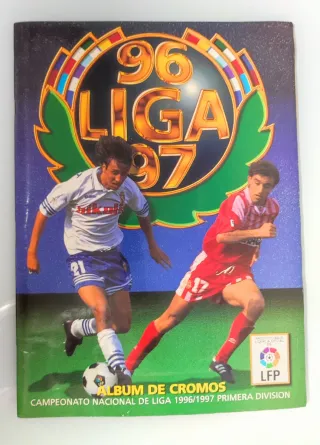 96
LIGA
97
21
17
LFP
ALBUM DE CROMOS
CAMPEONATO NACIONAL DE LIGA 1996/1997 PRIMERA DIVISION